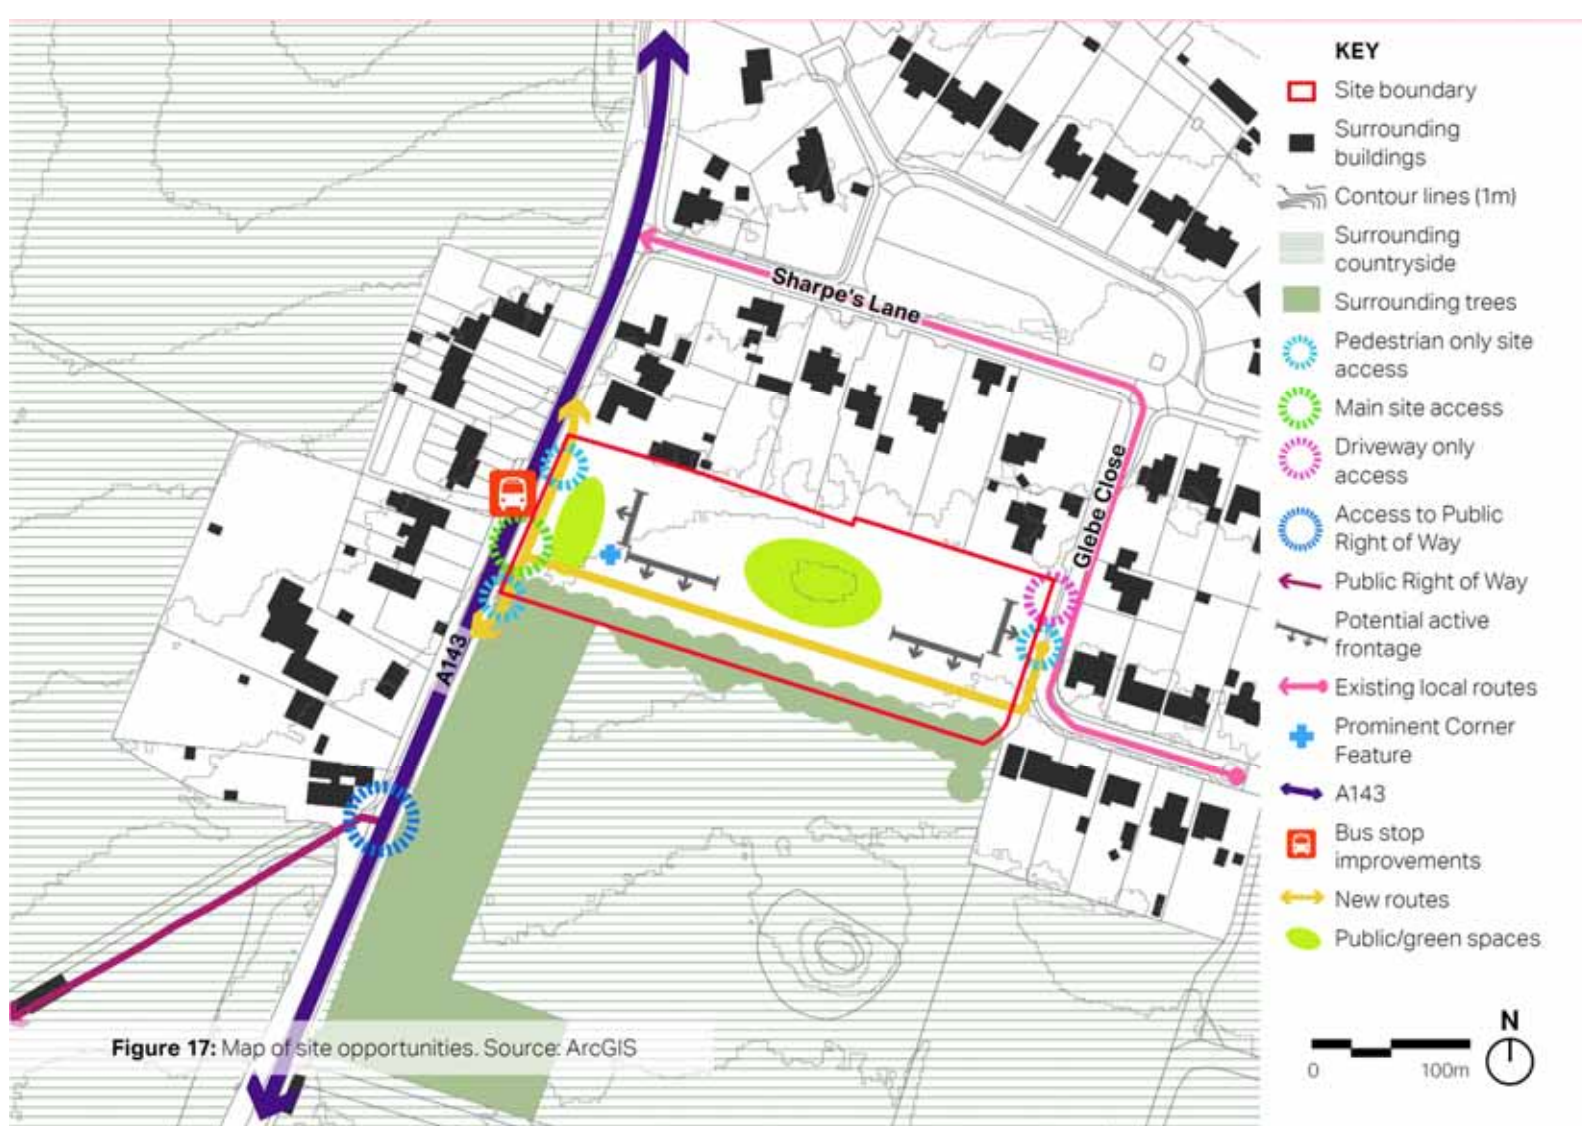 KEY
Site boundary
Surrounding
buildings
Contour lines (1m)
Surrounding
countryside
Surrounding trees
Pedestrian only site
access
Main site access
Driveway only
access
Access to Public
Right of Way
Public Right of Way
Potential active
frontage
Existing local routes
Prominent Corner
Feature
A143
Bus stop
improvements
New routes
Public/green spaces
N
0 100m
Sharpe's Lane
Glebe Close
A143
Figure 17: Map of site opportunities. Source: ArcGIS